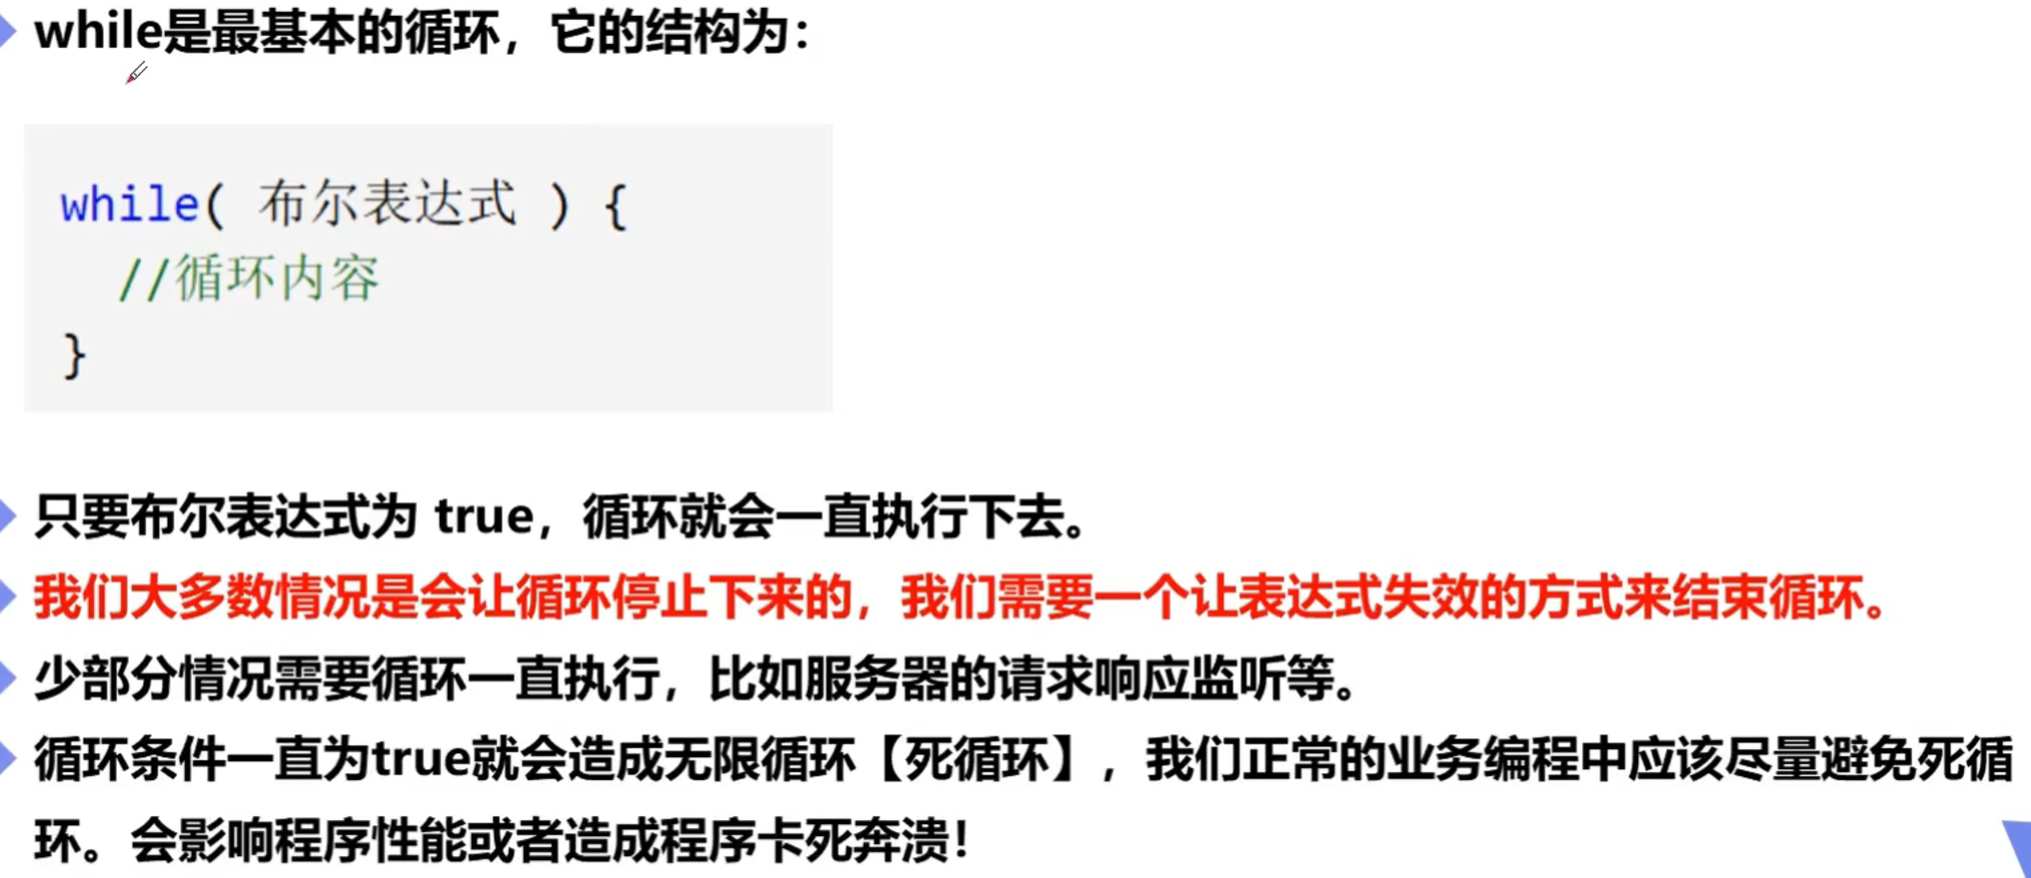 while是最基本的循环，它的结构为：
while( 布尔表达式 ) {
//循环内容
}
只要布尔表达式为 true，循环就会一直执行下去。
我们大多数情况是会让循环停止下来的，我们需要一个让表达式失效的方式来结束循环。
少部分情况需要循环一直执行，比如服务器的请求响应监听等。
循环条件一直为true就会造成无限循环【死循环】，我们正常的业务编程中应该尽量避免死循
环。会影响程序性能或者造成程序卡死奔溃！